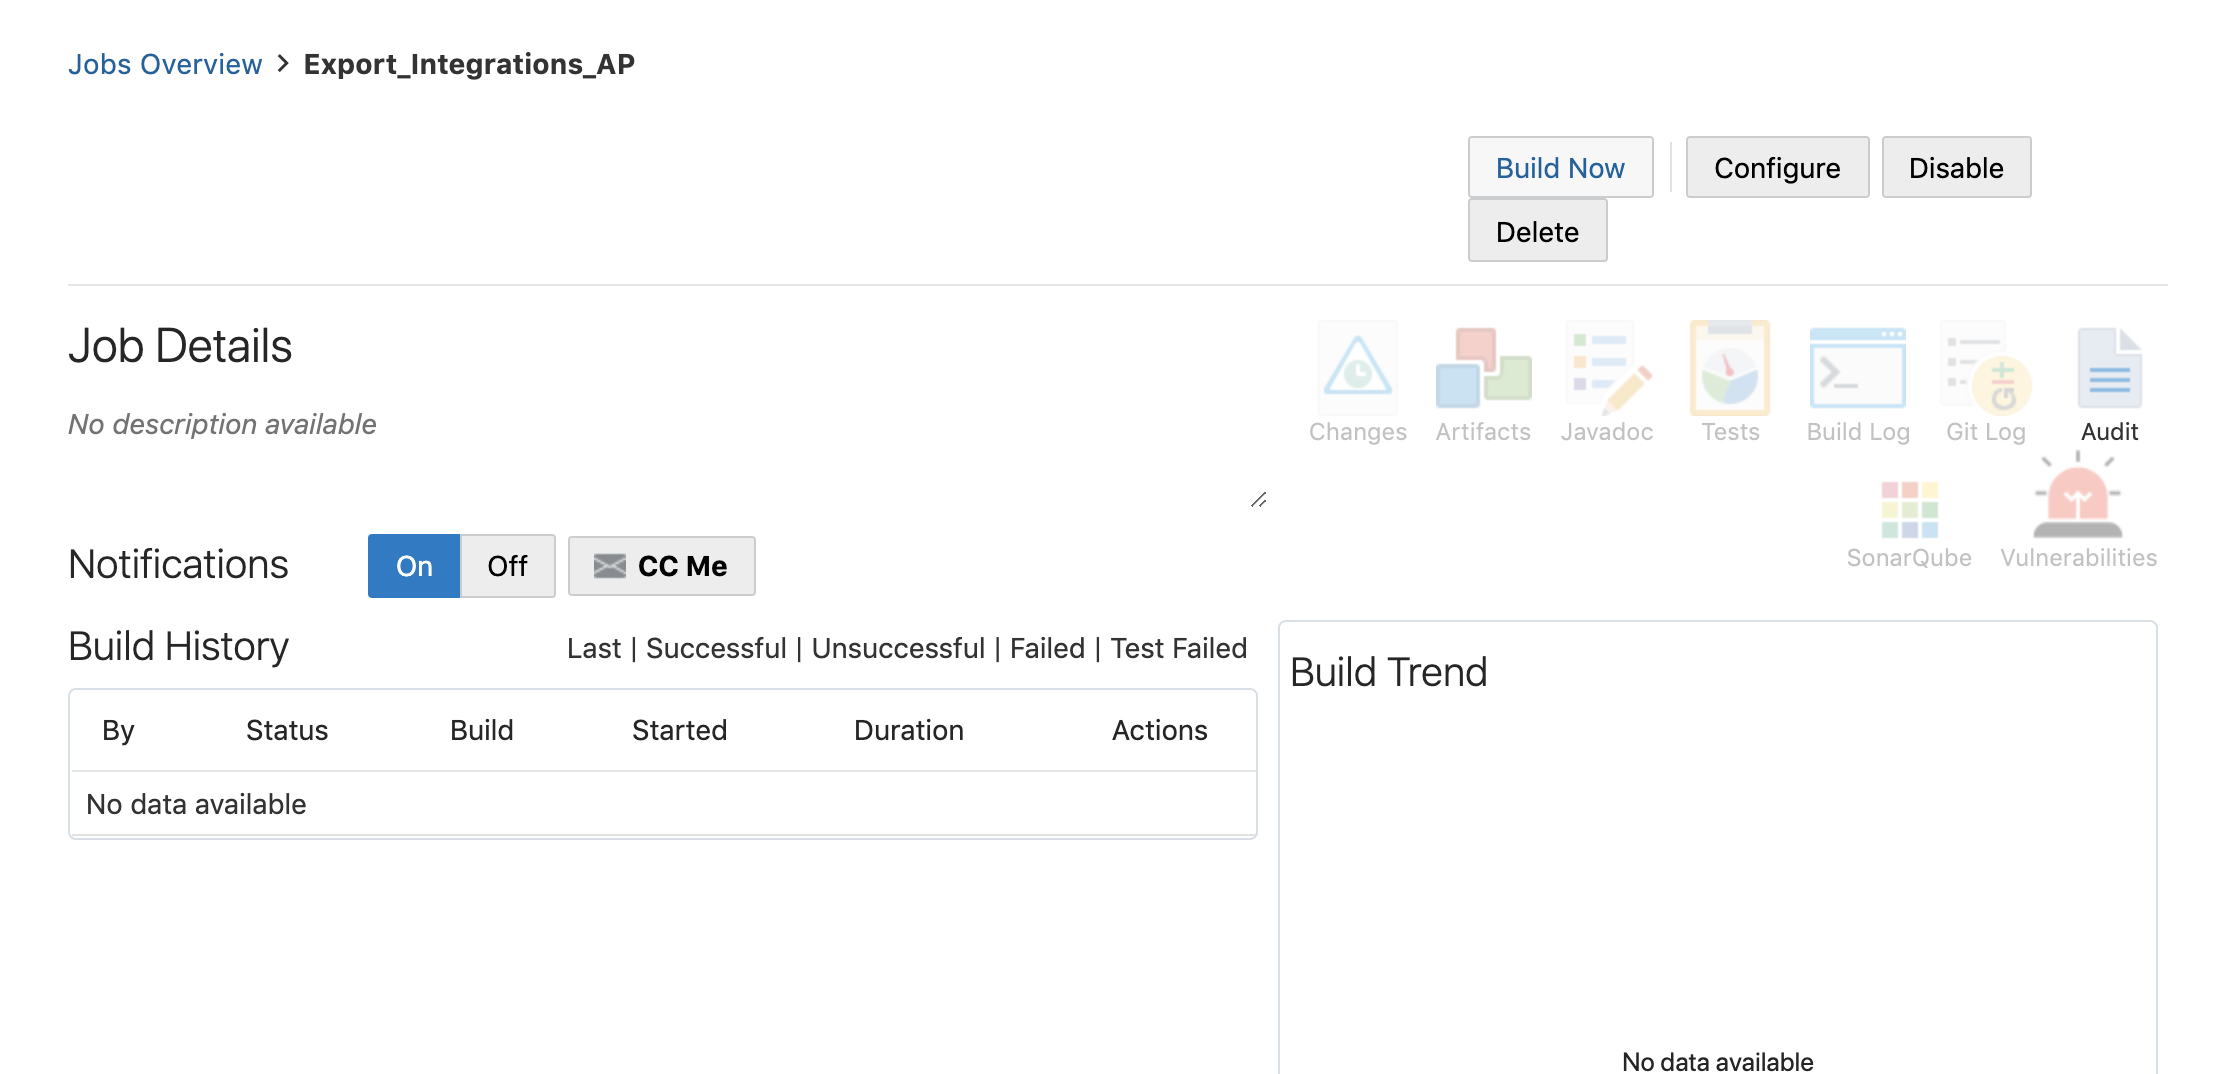 Jobs Overview > Export_Integrations_AP
Build Now
Configure
Disable
Delete
Job Details
No description available
Changes
Artifacts
Javadoc
Tests
Build Log
Git
Git Log
Audit
SonarQube
Vulnerabilities
Notifications
On
Off
CC Me
Build History
Last | Successful | Unsuccessful | Failed | Test Failed
By Status Build Started Duration Actions
No data available
Build Trend
No data available